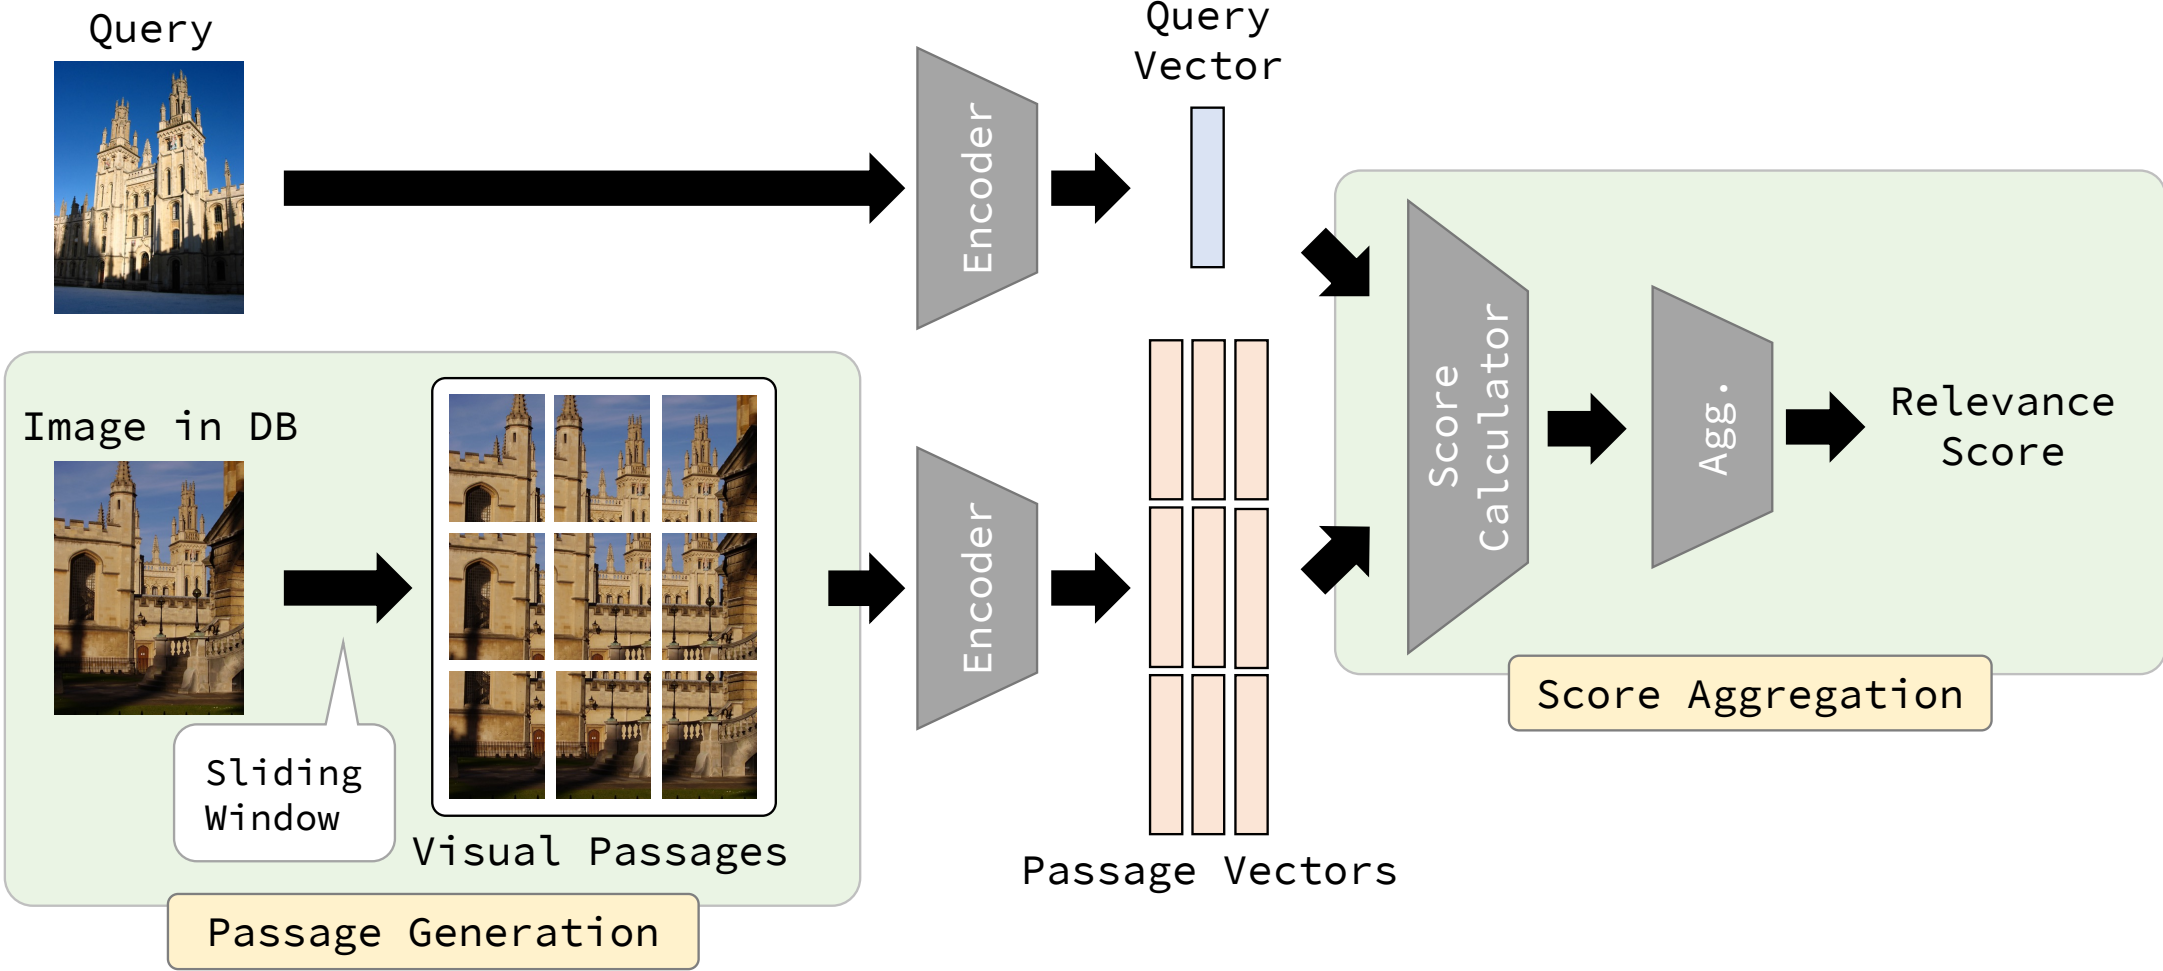 Query
Encoder
Query
Vector
Image in DB
Sliding
Window
Visual Passages
Passage Generation
Encoder
Passage Vectors
Score
Calculator
Agg.
Relevance
Score
Score Aggregation